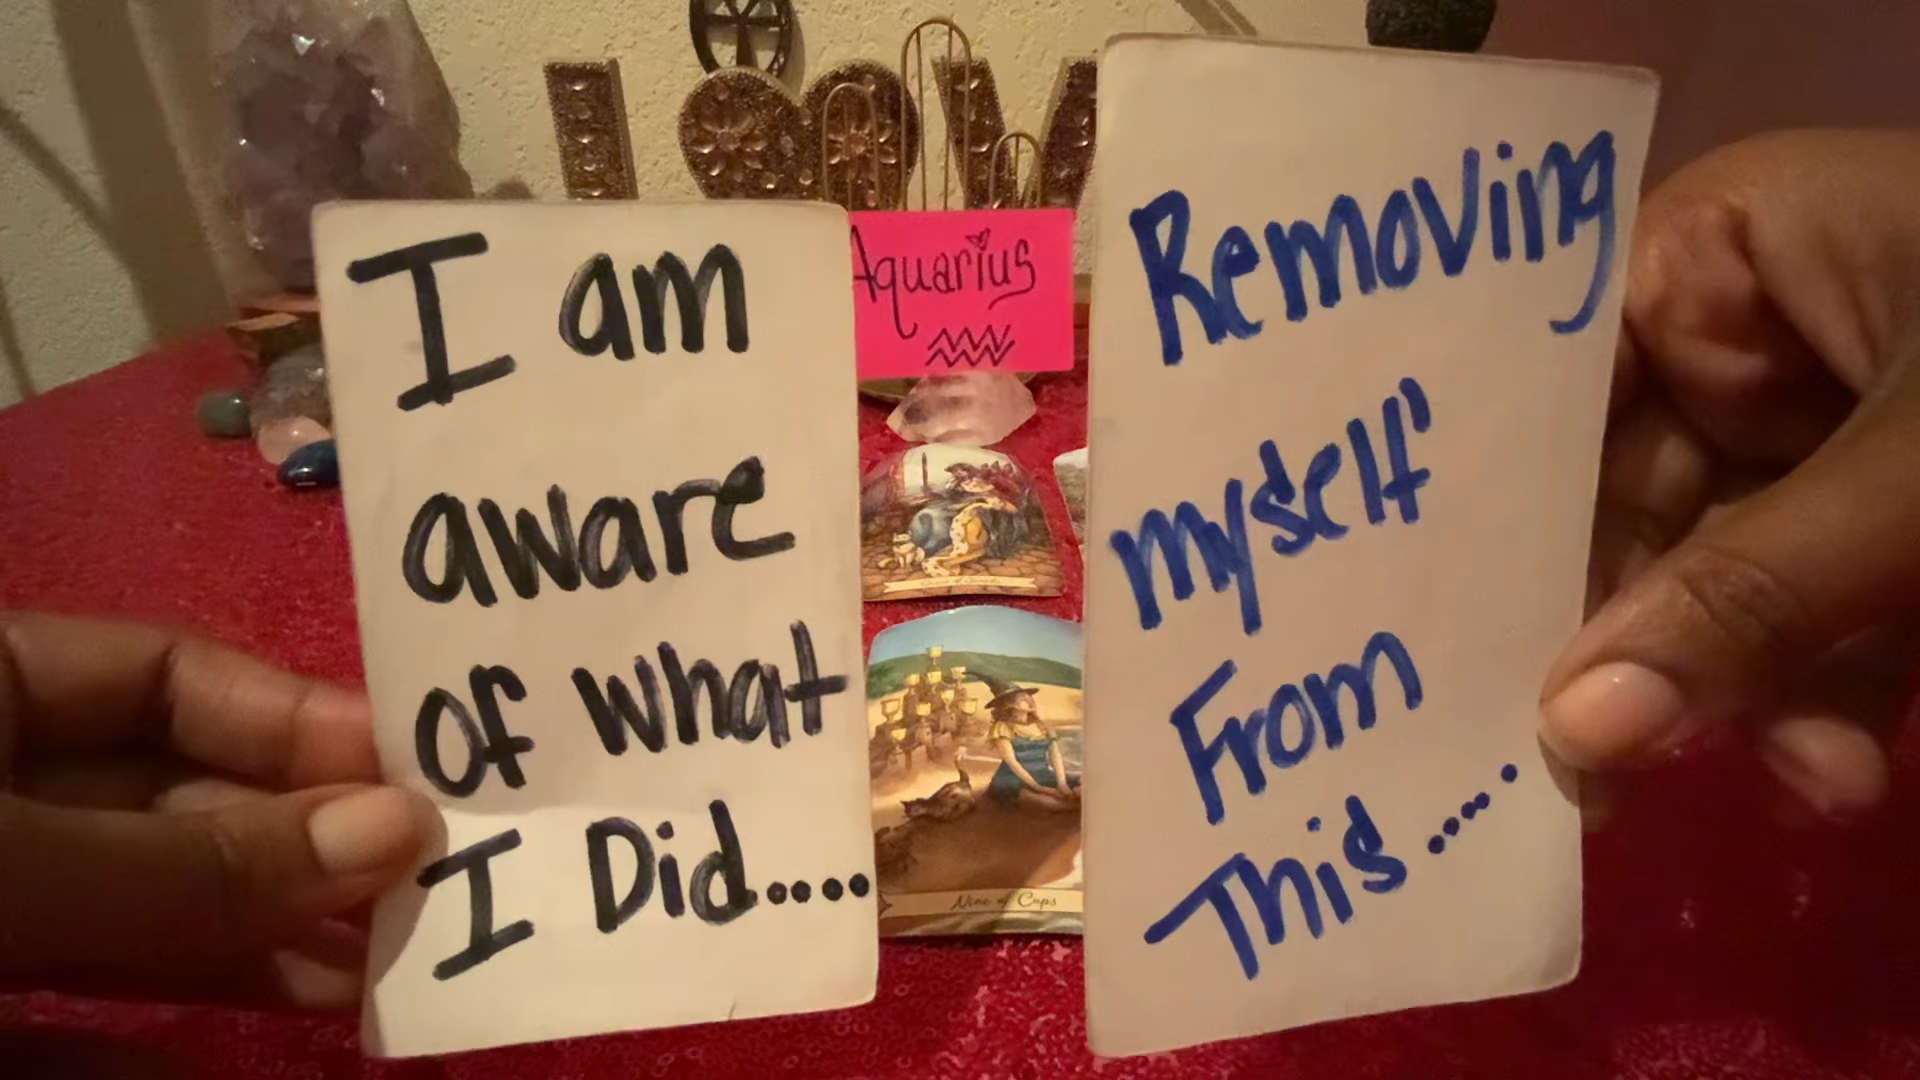 I am
aware
of what
I Did....
Aquarius
Removing
myself
From
This.....
Nine of Cups